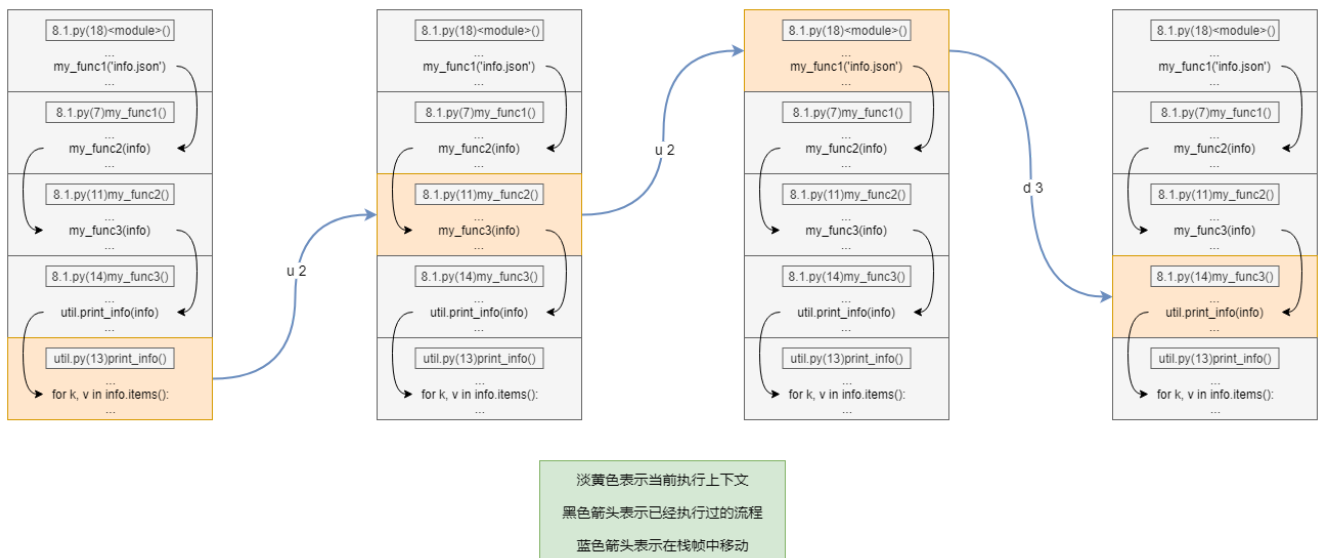 8.1.py(18)<module>()
...
my_func1('info.json')
8.1.py(7)my_func1()
...
my_func2(info)
...
8.1.py(11)my_func2()
...
my_func3(info)
...
8.1.py(14)my_func3()
...
util.print_info(info)
...
util.py(13)print_info()
...
for k, v in info.items():
...
u 2
8.1.py(18)<module>()
...
my_func1('info.json')
8.1.py(7)my_func1()
...
my_func2(info)
...
8.1.py(11)my_func2()
...
my_func3(info)
...
8.1.py(14)my_func3()
...
util.print_info(info)
...
util.py(13)print_info()
...
for k, v in info.items():
...
u 2
8.1.py(18)<module>()
...
my_func1('info.json')
8.1.py(7)my_func1()
...
my_func2(info)
...
8.1.py(11)my_func2()
...
my_func3(info)
...
8.1.py(14)my_func3()
...
util.print_info(info)
...
util.py(13)print_info()
...
for k, v in info.items():
...
d 3
8.1.py(18)<module>()
...
my_func1('info.json')
8.1.py(7)my_func1()
...
my_func2(info)
...
8.1.py(11)my_func2()
...
my_func3(info)
...
8.1.py(14)my_func3()
...
util.print_info(info)
...
util.py(13)print_info()
...
for k, v in info.items():
...
淡黄色表示当前执行上下文
黑色箭头表示已经执行过的流程
蓝色箭头表示在栈帧中移动